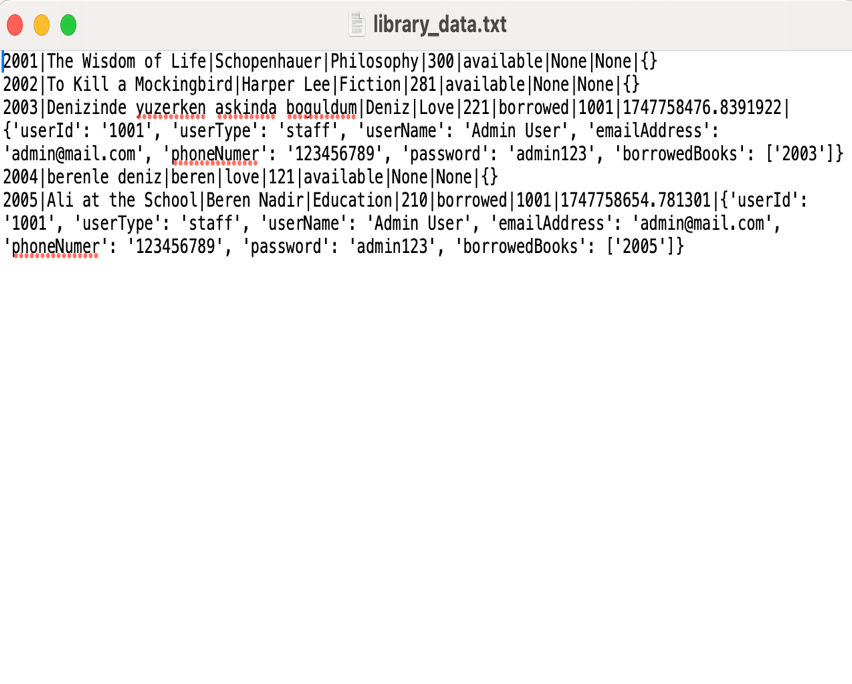 library_data.txt
2001|The Wisdom of Life|Schopenhauer|Philosophy|300|available|None|None|{}
2002|To Kill a Mockingbird|Harper Lee|Fiction|281|available|None|None|{}
2003|Denizinde yuzerken askinda boguldum|Deniz|Love|221|borrowed|1001|1747758476.8391922|
{'userId': '1001', 'userType': 'staff', 'userName': 'Admin User', 'emailAddress':
'admin@mail.com', 'phoneNumer': '123456789', 'password': 'admin123', 'borrowedBooks': ['2003']}
2004|berenle deniz|beren|love|121|available|None|None|{}
2005|Ali at the School|Beren Nadir|Education|210|borrowed|1001|1747758654.781301|{'userId':
'1001', 'userType': 'staff', 'userName': 'Admin User', 'emailAddress': 'admin@mail.com',
'phoneNumer': '123456789', 'password': 'admin123', 'borrowedBooks': ['2005']}